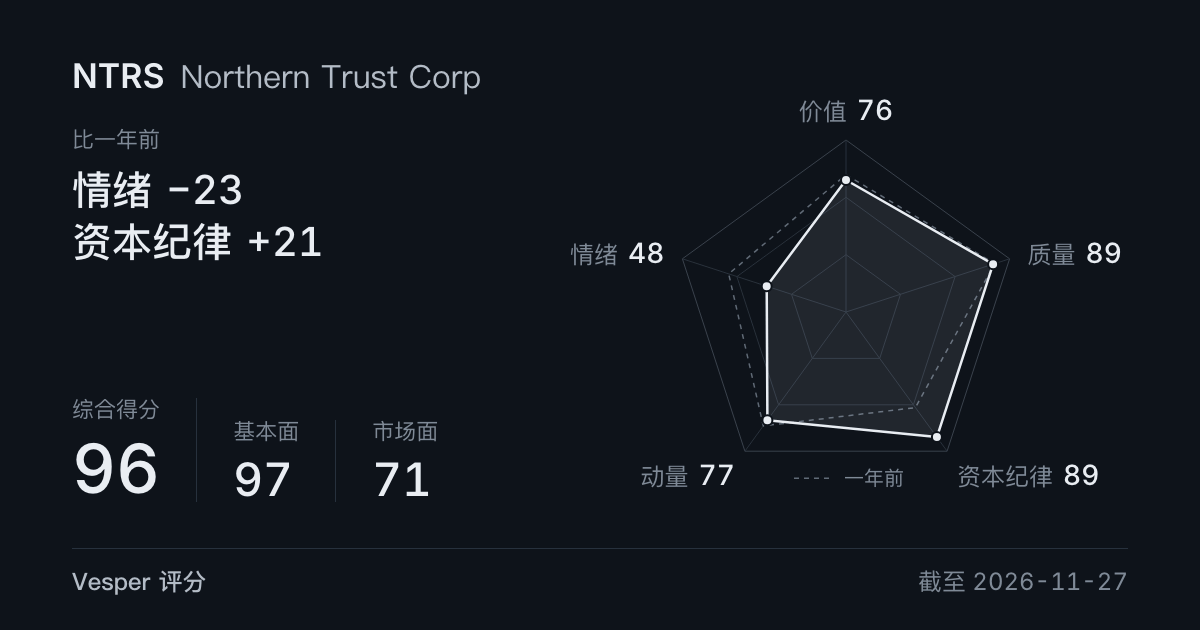 NTRS Northern Trust Corp
比一年前
情绪 −23
资本纪律 +21
价值 76
情绪 48
质量 89
动量 77
---- 一年前
资本纪律 89
综合得分
96
基本面
97
市场面
71
Vesper 评分
截至 2026-11-27